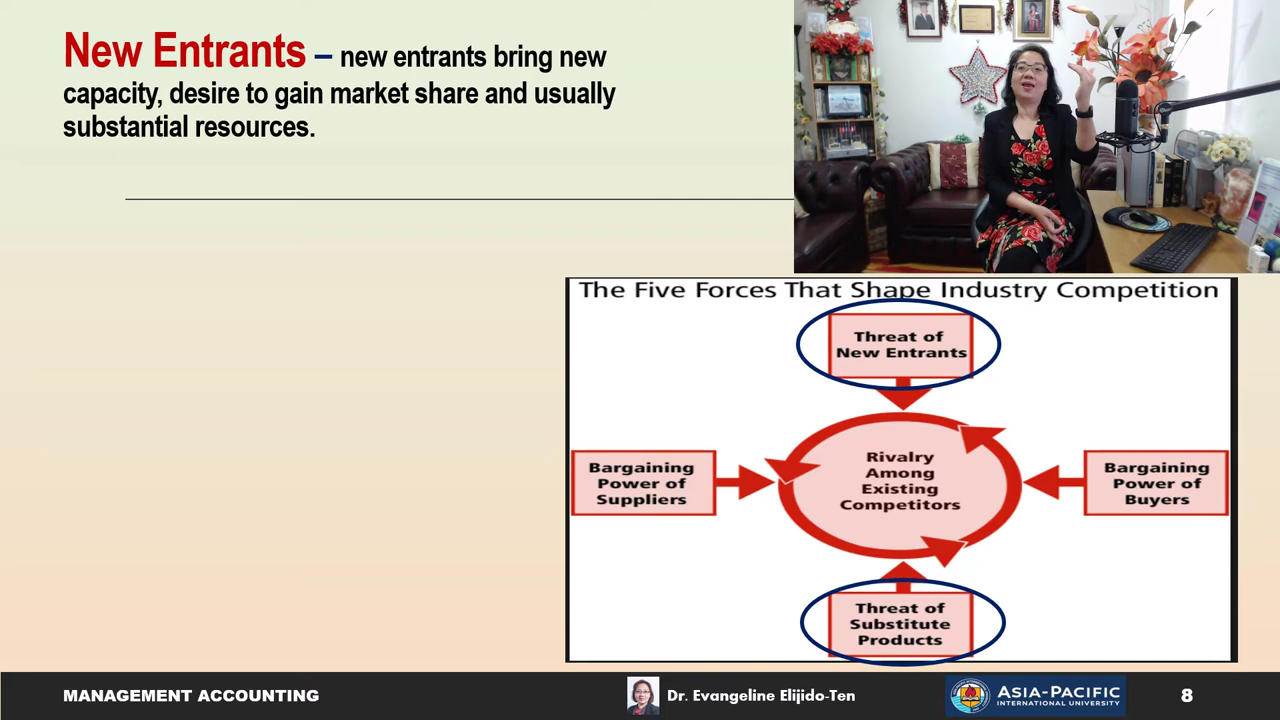 New Entrants – new entrants bring new
capacity, desire to gain market share and usually
substantial resources.
The Five Forces That Shape Industry Competition
Threat of
New Entrants
Rivalry
Among
Existing
Competitors
Bargaining
Power of
Suppliers
Bargaining
Power of
Buyers
Threat of
Substitute
Products
MANAGEMENT ACCOUNTING
Dr. Evangeline Elijido-Ten
ASIA-PACIFIC
INTERNATIONAL UNIVERSITY
8